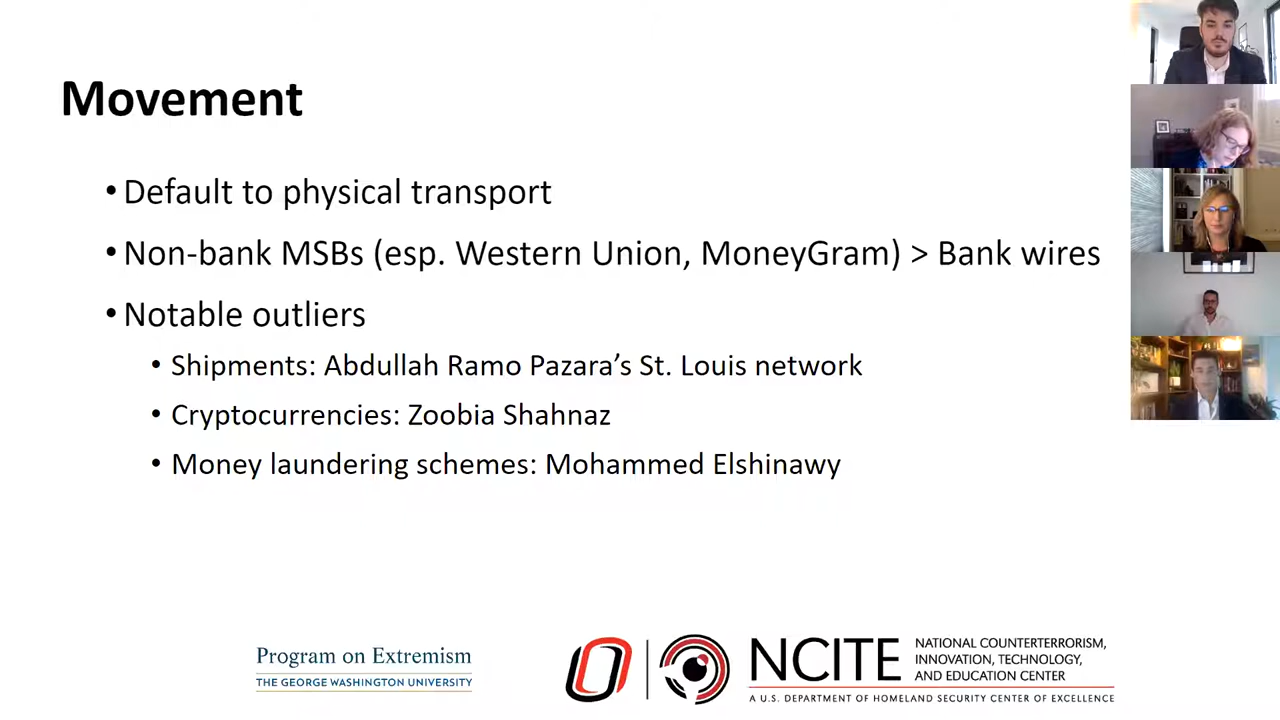 Movement
• Default to physical transport
• Non-bank MSBs (esp. Western Union, MoneyGram) > Bank wires
• Notable outliers
• Shipments: Abdullah Ramo Pazara’s St. Louis network
• Cryptocurrencies: Zoobia Shahnaz
• Money laundering schemes: Mohammed Elshinawy
Program on Extremism
THE GEORGE WASHINGTON UNIVERSITY
NCITE
NATIONAL COUNTERTERRORISM,
INNOVATION, TECHNOLOGY,
AND EDUCATION CENTER
A U.S. DEPARTMENT OF HOMELAND SECURITY CENTER OF EXCELLENCE